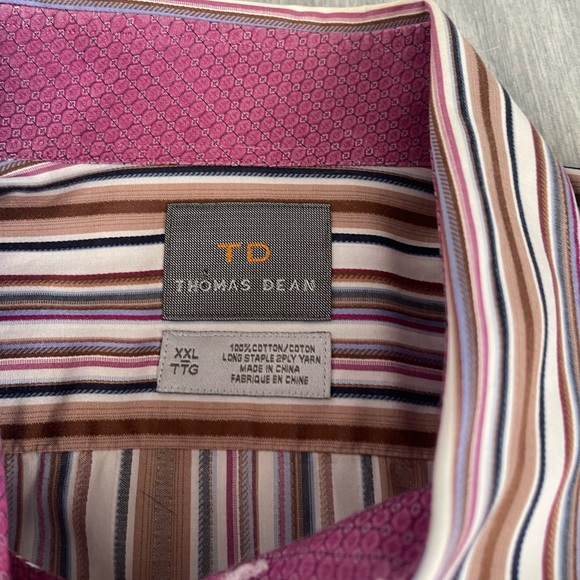 TD
THOMAS DEAN
XXL
TTG
100% COTTON/COTON
LONG STAPLE 2PLY YARN
MADE IN CHINA
FABRIQUE EN CHINE